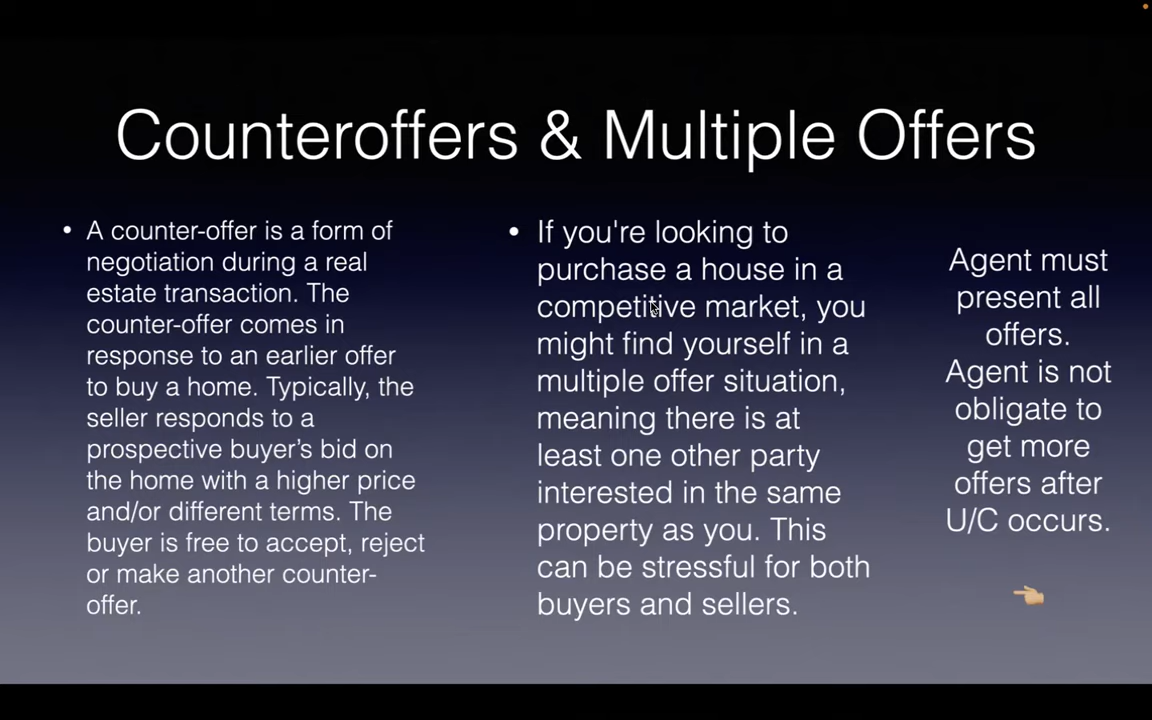 Counteroffers & Multiple Offers
• A counter-offer is a form of
negotiation during a real
estate transaction. The
counter-offer comes in
response to an earlier offer
to buy a home. Typically, the
seller responds to a
prospective buyer’s bid on
the home with a higher price
and/or different terms. The
buyer is free to accept, reject
or make another counter-
offer.
• If you're looking to
purchase a house in a
competitive market, you
might find yourself in a
multiple offer situation,
meaning there is at
least one other party
interested in the same
property as you. This
can be stressful for both
buyers and sellers.
Agent must
present all
offers.
Agent is not
obligate to
get more
offers after
U/C occurs.